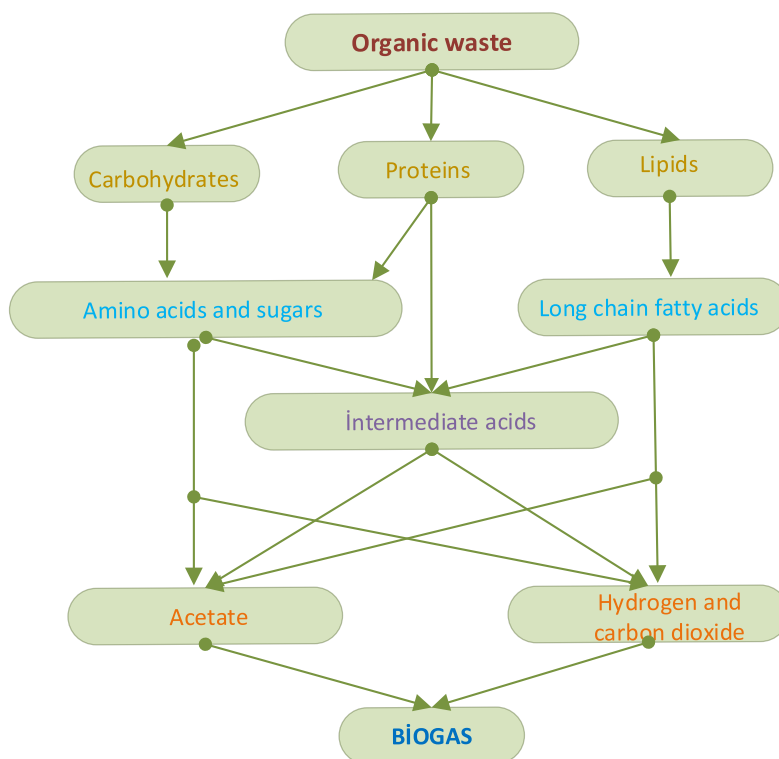 Organic waste
Carbohydrates
Proteins
Lipids
Amino acids and sugars
Long chain fatty acids
İntermediate acids
Acetate
Hydrogen and
carbon dioxide
BİOGAS